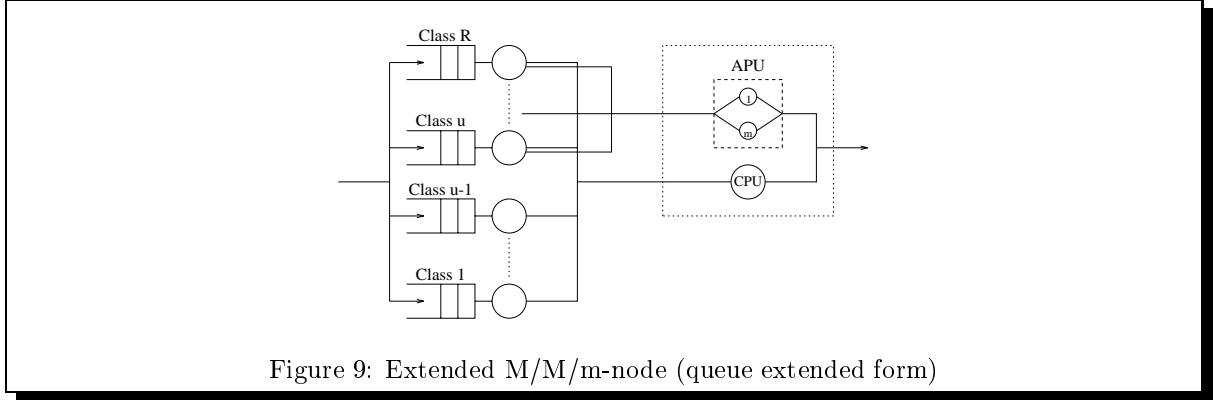 Class R
APU
1
Class u
m
CPU
Class u-1
Class 1
Figure 9: Extended M/M/m-node (queue extended form)